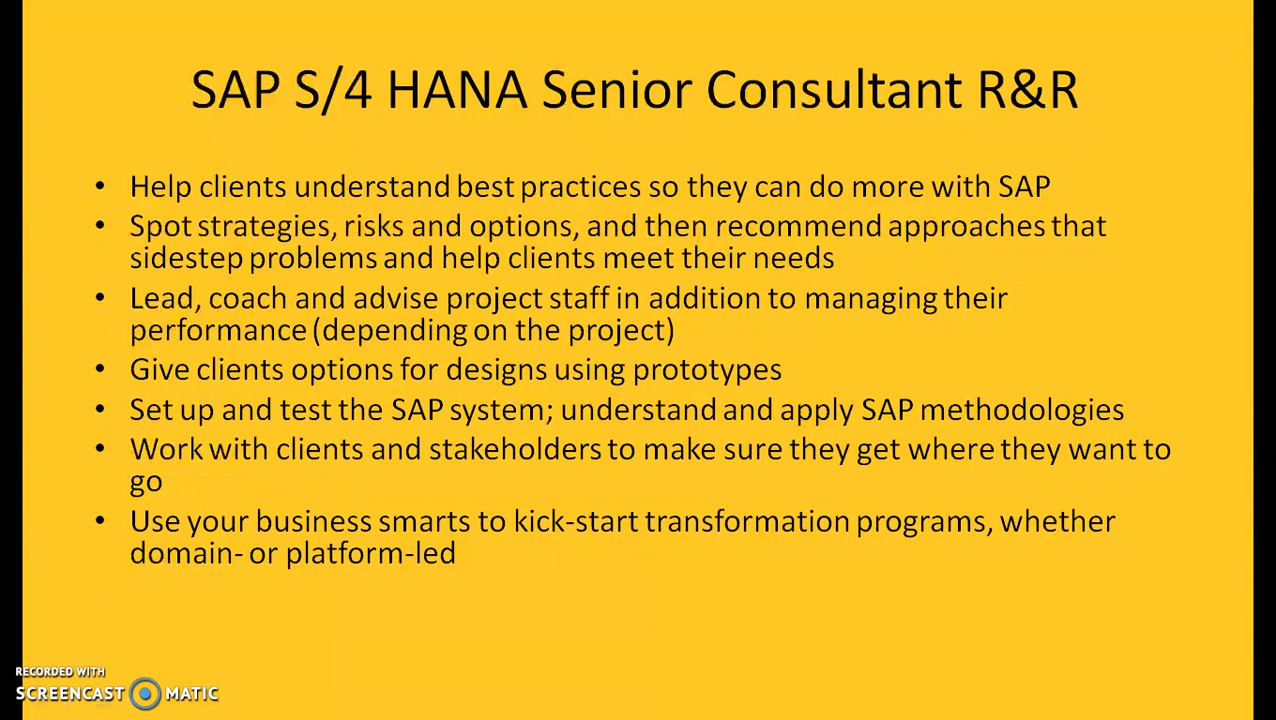 SAP S/4 HANA Senior Consultant R&R
• Help clients understand best practices so they can do more with SAP
• Spot strategies, risks and options, and then recommend approaches that
sidestep problems and help clients meet their needs
• Lead, coach and advise project staff in addition to managing their
performance (depending on the project)
• Give clients options for designs using prototypes
• Set up and test the SAP system; understand and apply SAP methodologies
• Work with clients and stakeholders to make sure they get where they want to
go
• Use your business smarts to kick-start transformation programs, whether
domain- or platform-led
RECORDED WITH
SCREENCAST MATIC